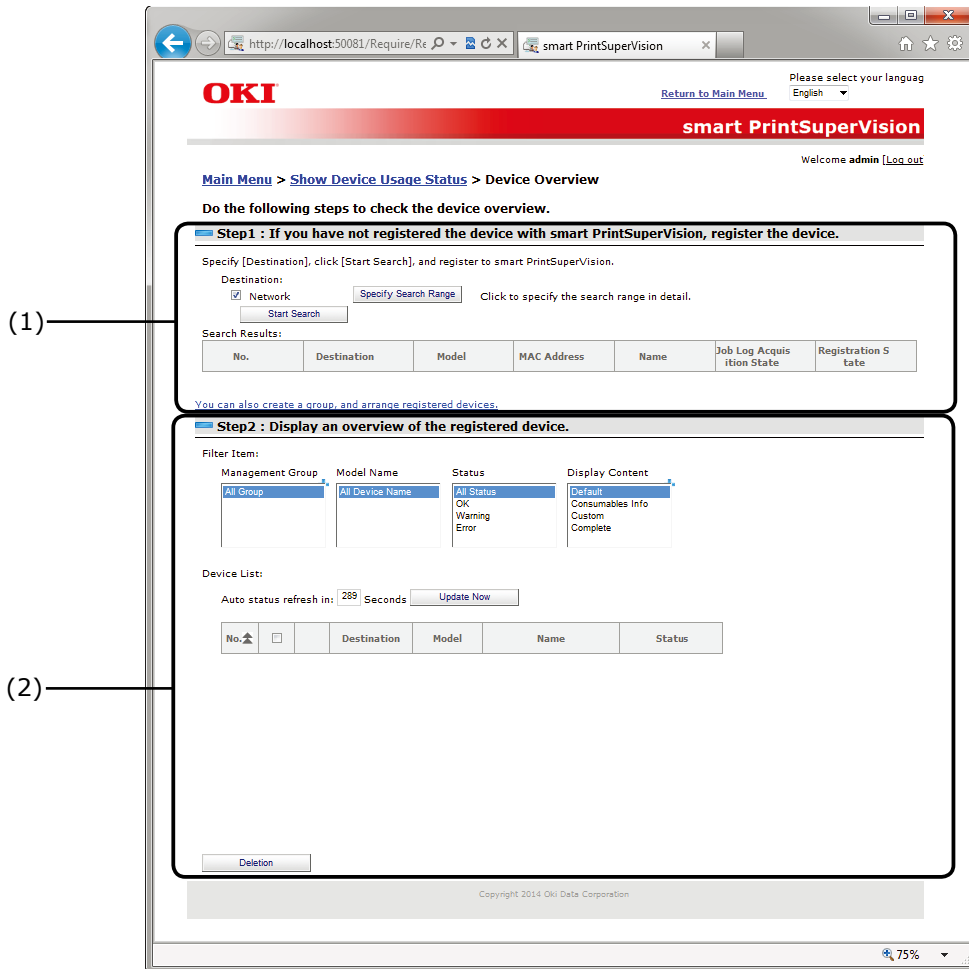 http://localhost:50081/Require/Re
smart PrintSuperVision
OKI
Please select your languag
Return to Main Menu
English
smart PrintSuperVision
Welcome admin [Log out
Main Menu > Show Device Usage Status > Device Overview
Do the following steps to check the device overview.
(1)
Step1 : If you have not registered the device with smart PrintSuperVision, register the device.
Specify [Destination], click [Start Search], and register to smart PrintSuperVision.
Destination:
Network
Specify Search Range
Click to specify the search range in detail.
Start Search
Search Results:
No. Destination Model MAC Address Name Job Log Acquis Registration S
ition State tate
You can also create a group, and arrange registered devices.
(2)
Step2 : Display an overview of the registered device.
Filter Item:
Management Group Model Name Status Display Content
All Group All Device Name All Status Default
OK Consumables Info
Warning Custom
Error Complete
Device List:
Auto status refresh in: 289 Seconds Update Now
No. Destination Model Name Status
Deletion
Copyright 2014 Oki Data Corporation
75%